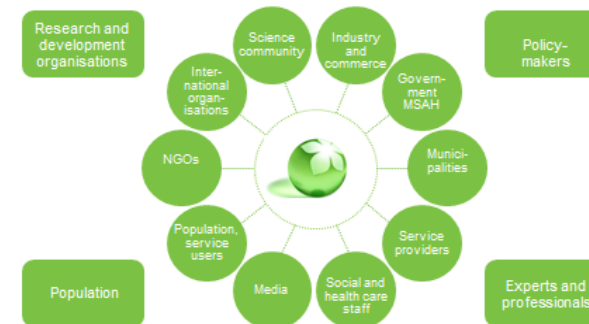 Research and
development
organisations
Science
community
Industry
and
commerce
Policy-
makers
Inter-
national
organ-
isations
Govern-
ment
MSAH
NGOs
Munici-
palities
Population,
service
users
Service
providers
Population
Media
Social and
health care
staff
Experts and
professionals